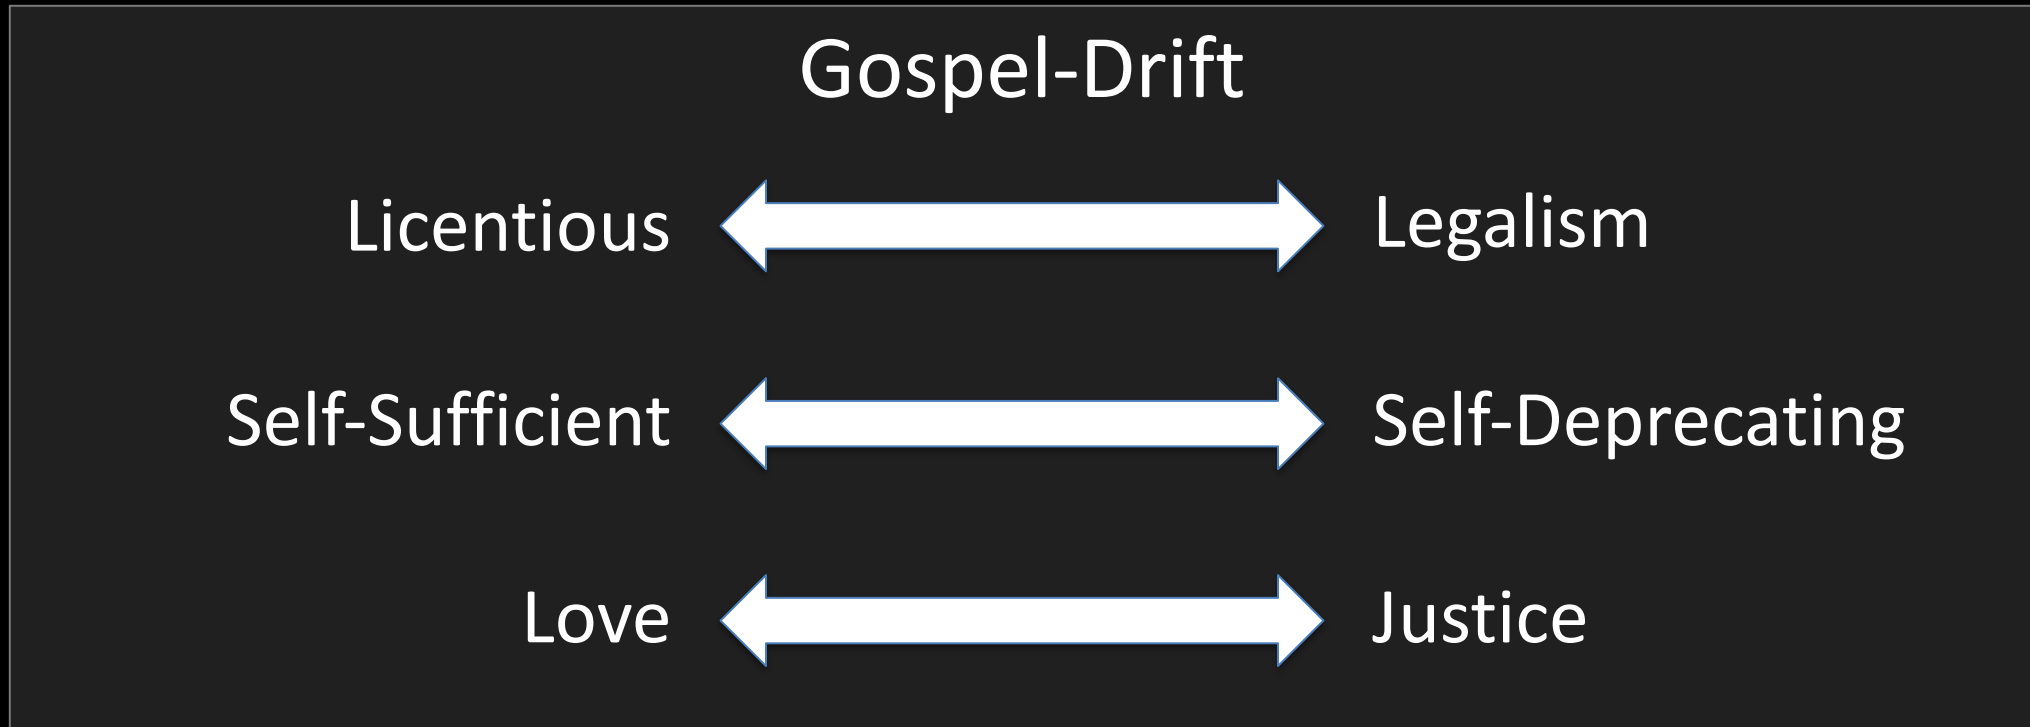 Gospel-Drift
Licentious Legalism
Self-Sufficient Self-Deprecating
Love Justice